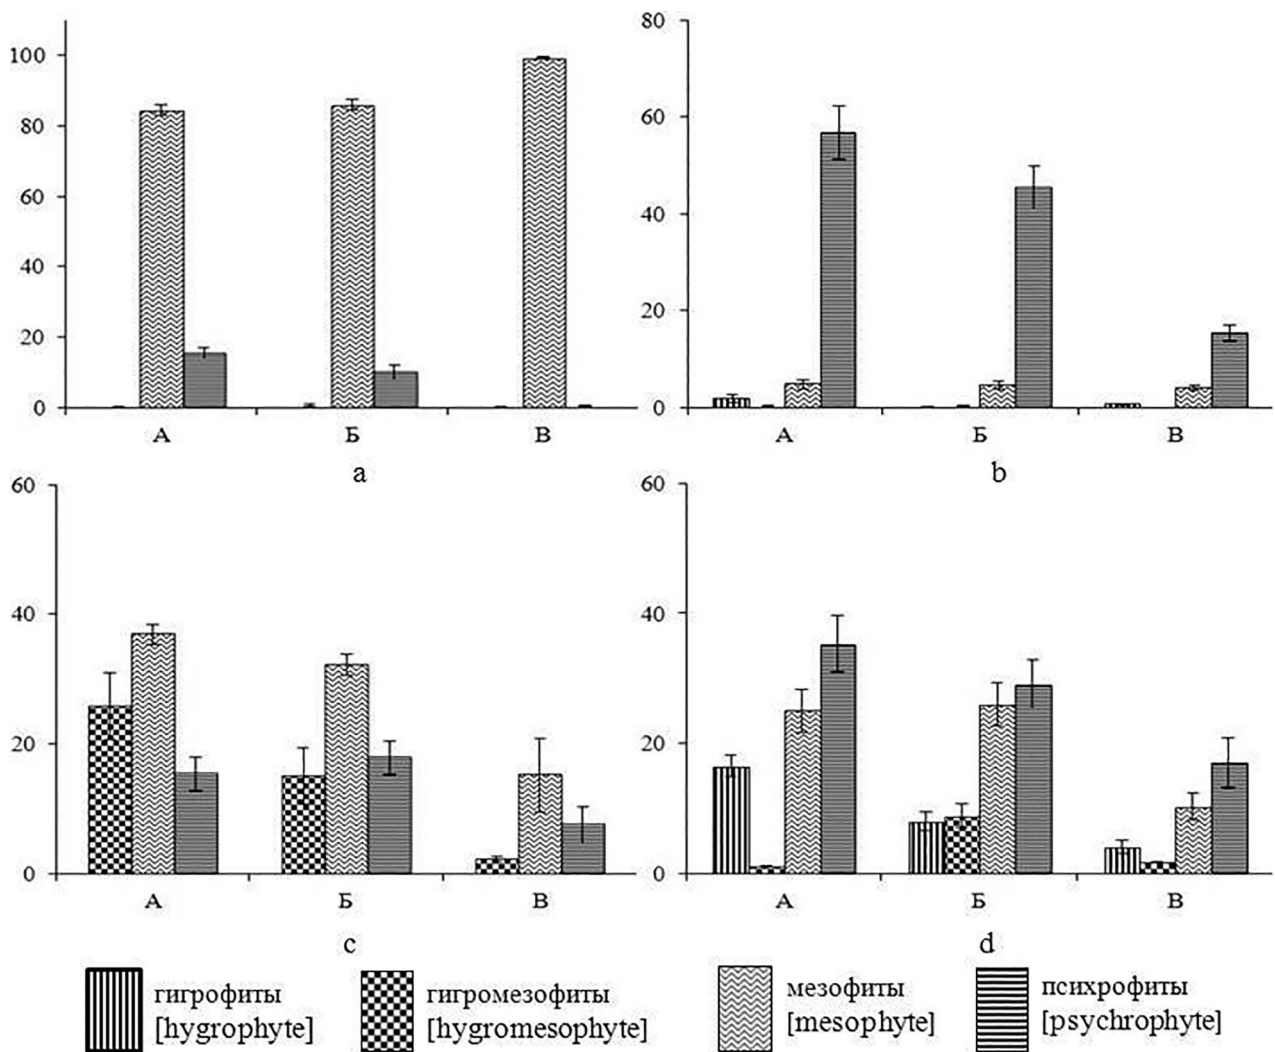 100
80
60
40
20
0
А Б В
a
80
60
40
20
0
А Б В
b
60
40
20
0
А Б В
c
60
40
20
0
А Б В
d
гигрофиты
[hygrophyte]
гигромезофиты
[hygromesophyte]
мезофиты
[mesophyte]
психрофиты
[psychrophyte]